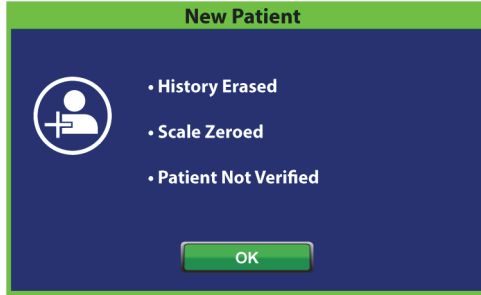 New Patient
• History Erased
• Scale Zeroed
• Patient Not Verified
OK